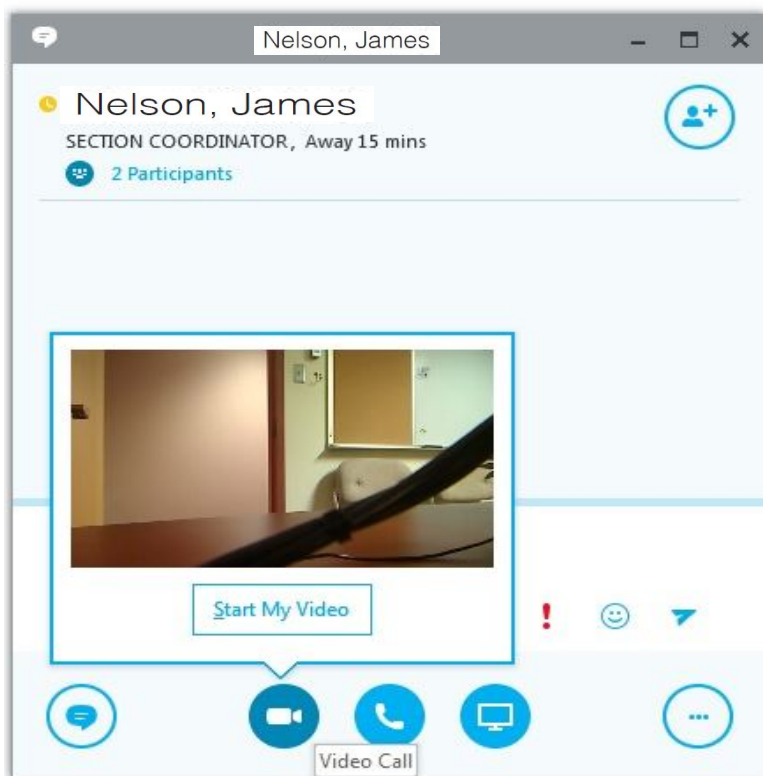 Nelson, James
Nelson, James
SECTION COORDINATOR, Away 15 mins
2 Participants
Start My Video
Video Call